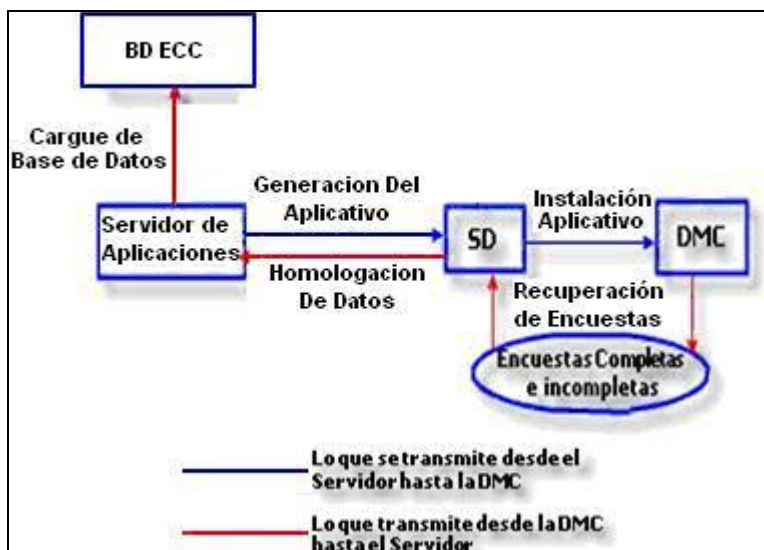 BD ECC
Cargue de
Base de Datos
Generacion Del
Aplicativo
Instalación
Aplicativo
Servidor de
Aplicaciones
SD
DMC
Homologacion
De Datos
Recuperación
de Encuestas
Encuestas Completas
e incompletas
Lo que se transmite desde el
Servidor hasta la DMC
Lo que transmite desde la DMC
hasta el Servidor